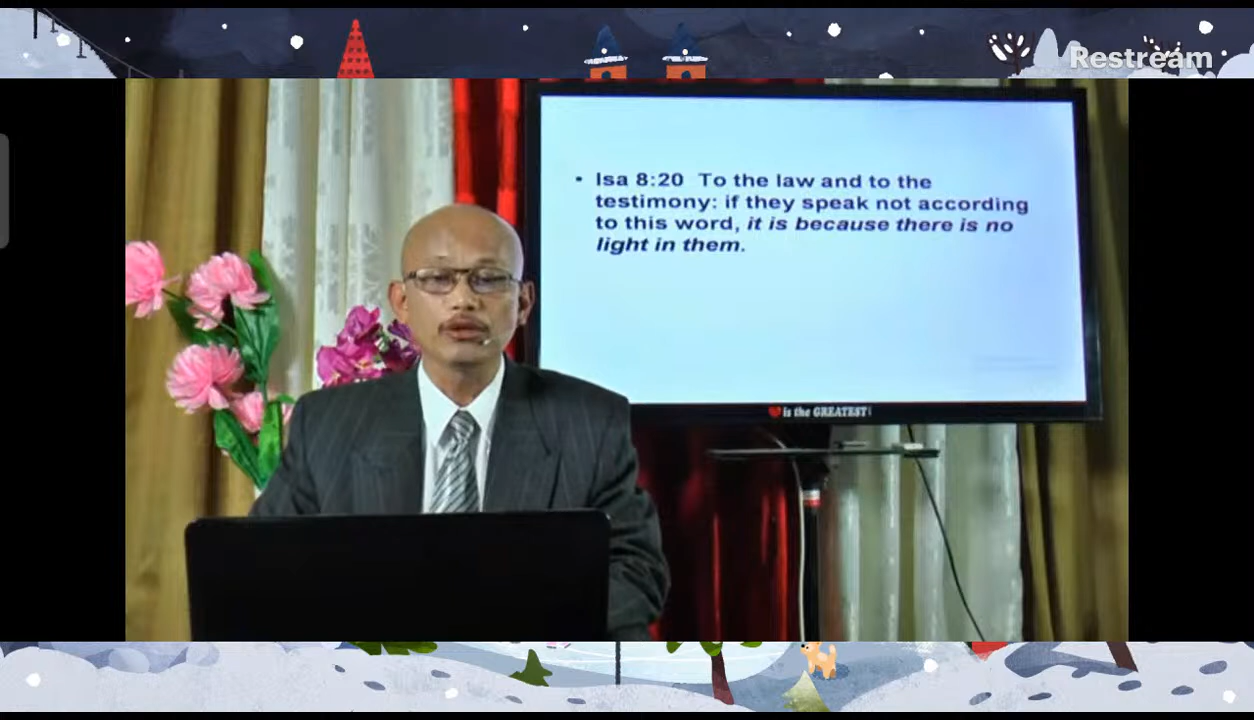 Restream
• Isa 8:20 To the law and to the
testimony: if they speak not according
to this word, it is because there is no
light in them.
is the GREATEST!